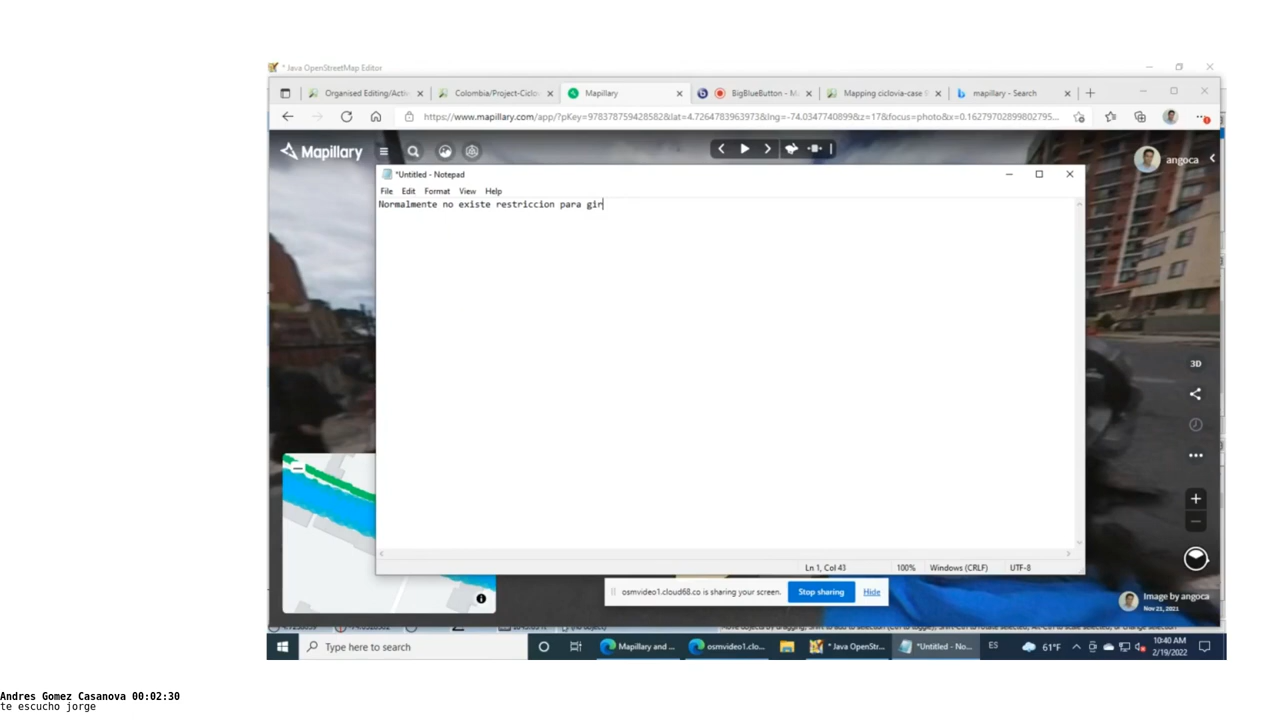 * Java OpenStreetMap Editor
Organised Editing/Acti
Colombia/Project-Ciclo
Mapillary
BigBlueButton - M
Mapping ciclovia-case
mapillary - Search
https://www.mapillary.com/app/?pKey=978378759428582&lat=4.7264783963973&lng=-74.0347740899&z=17&focus=photo&x=0.16279702899802795...
Mapillary
angoca
*Untitled - Notepad
File Edit Format View Help
Normalmente no existe restriccion para gir
3D
Ln 1, Col 43
100%
Windows (CRLF)
UTF-8
osmvideo1.cloud68.co is sharing your screen.
Stop sharing
Hide
Image by angoca
Nov 21, 2021
Type here to search
Mapillary and ...
osmvideo1.clo...
* Java OpenStr...
*Untitled - No...
ES
61°F
10:40 AM
2/19/2022
Andres Gomez Casanova 00:02:30
te escucho jorge